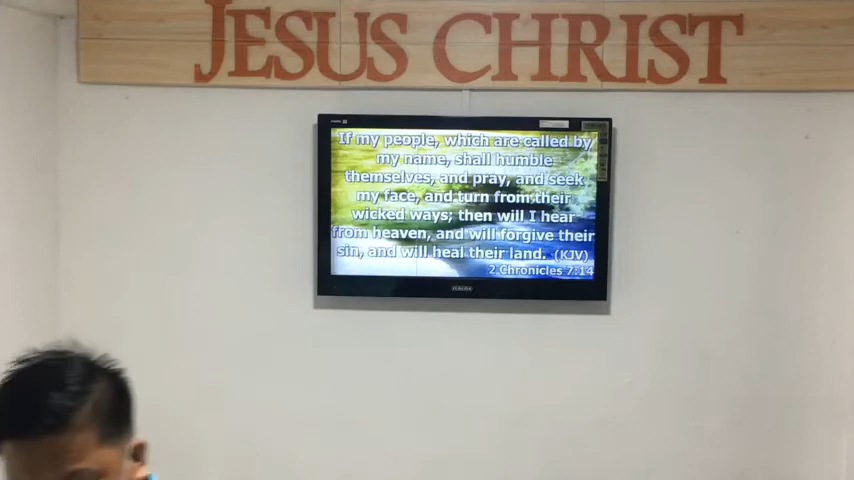 JESUS CHRIST
If my people, which are called by
my name, shall humble
themselves, and pray, and seek
my face, and turn from their
wicked ways; then will I hear
from heaven, and will forgive their
sin, and will heal their land. (KJV)
2 Chronicles 7:14